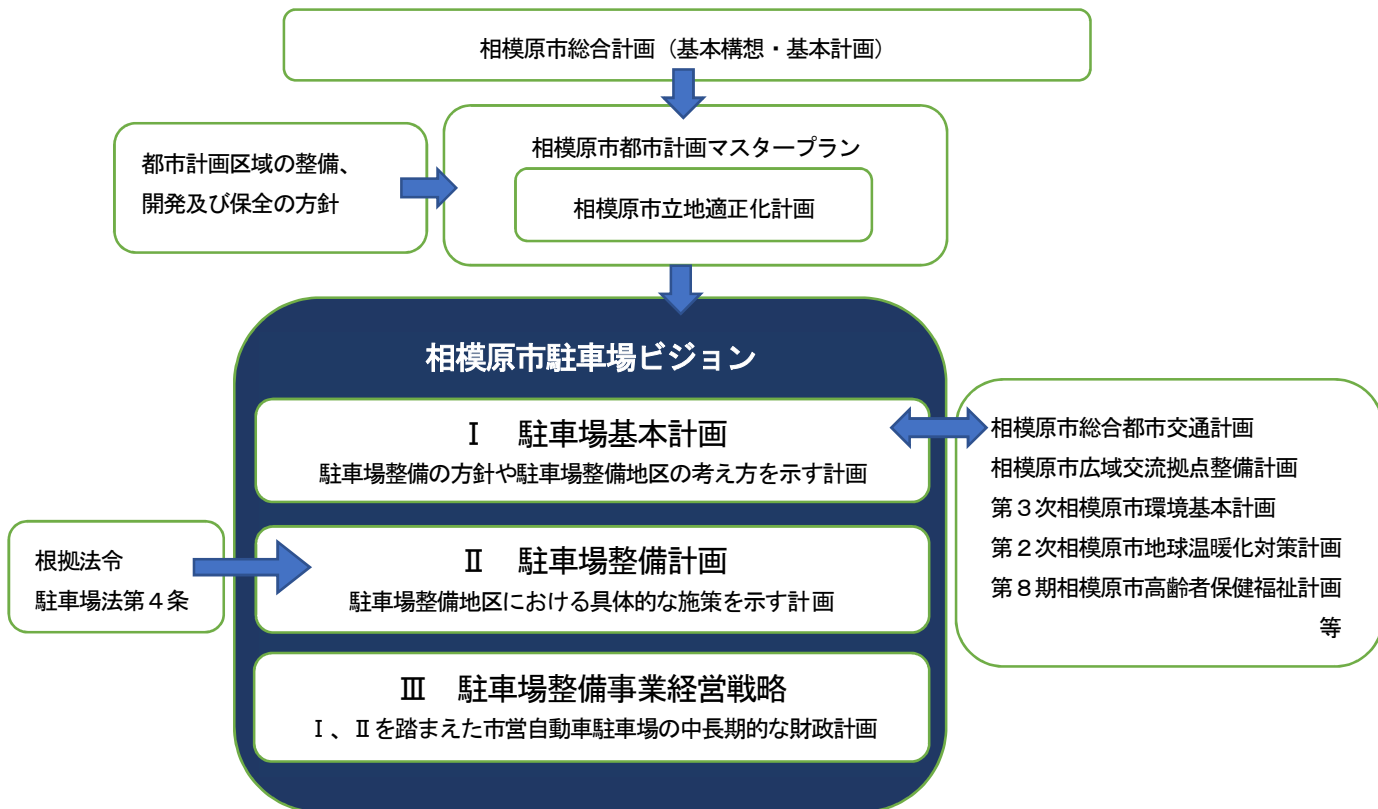 相模原市総合計画（基本構想・基本計画）
都市計画区域の整備、
開発及び保全の方針
相模原市都市計画マスタープラン
相模原市立地適正化計画
相模原市駐車場ビジョン
Ⅰ　駐車場基本計画
駐車場整備の方針や駐車場整備地区の考え方を示す計画
根拠法令
駐車場法第４条
Ⅱ　駐車場整備計画
駐車場整備地区における具体的な施策を示す計画
Ⅲ　駐車場整備事業経営戦略
Ⅰ、Ⅱを踏まえた市営自動車駐車場の中長期的な財政計画
相模原市総合都市交通計画
相模原市広域交流拠点整備計画
第３次相模原市環境基本計画
第２次相模原市地球温暖化対策計画
第８期相模原市高齢者保健福祉計画
等